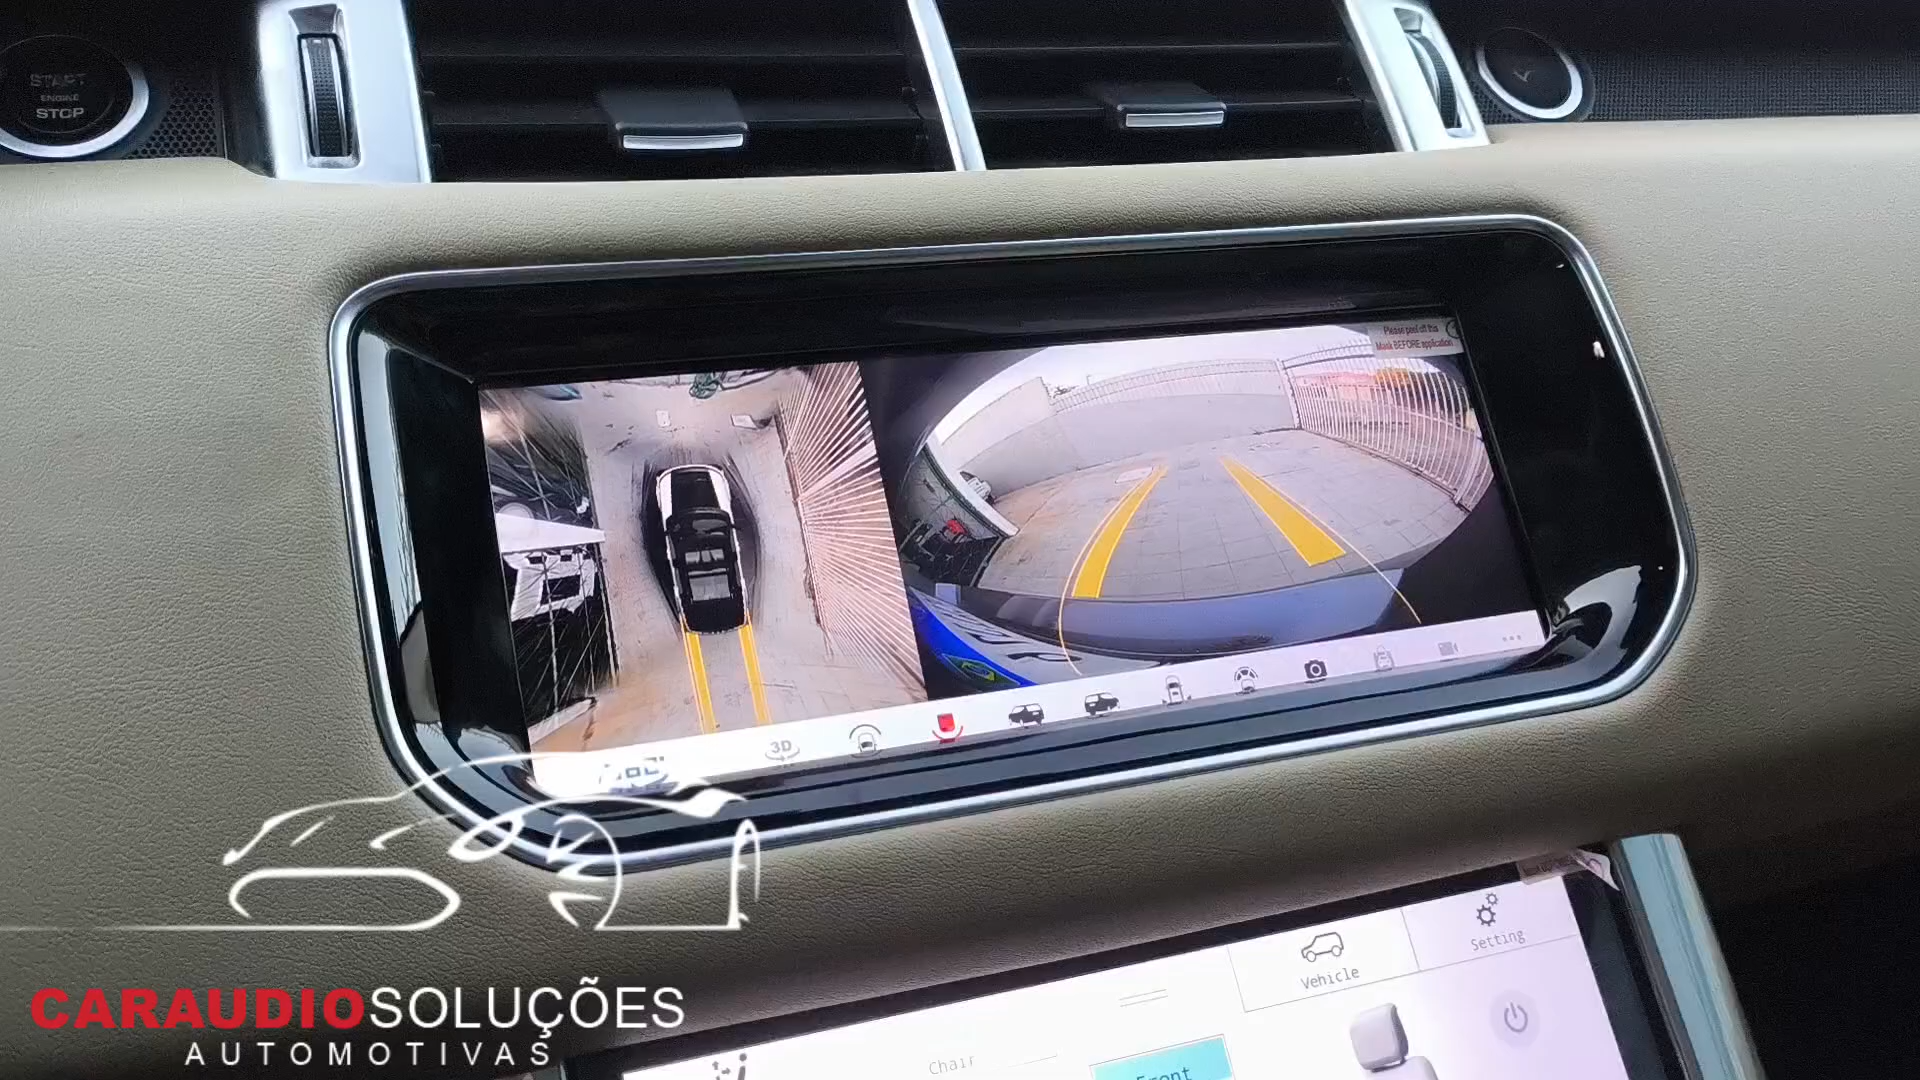 START
ENGINE
STOP
Please peel off this
Mask BEFORE application
3D
Vehicle
Setting
Chair
Front
CARAUDIOSOLUÇÕES
AUTOMOTIVAS